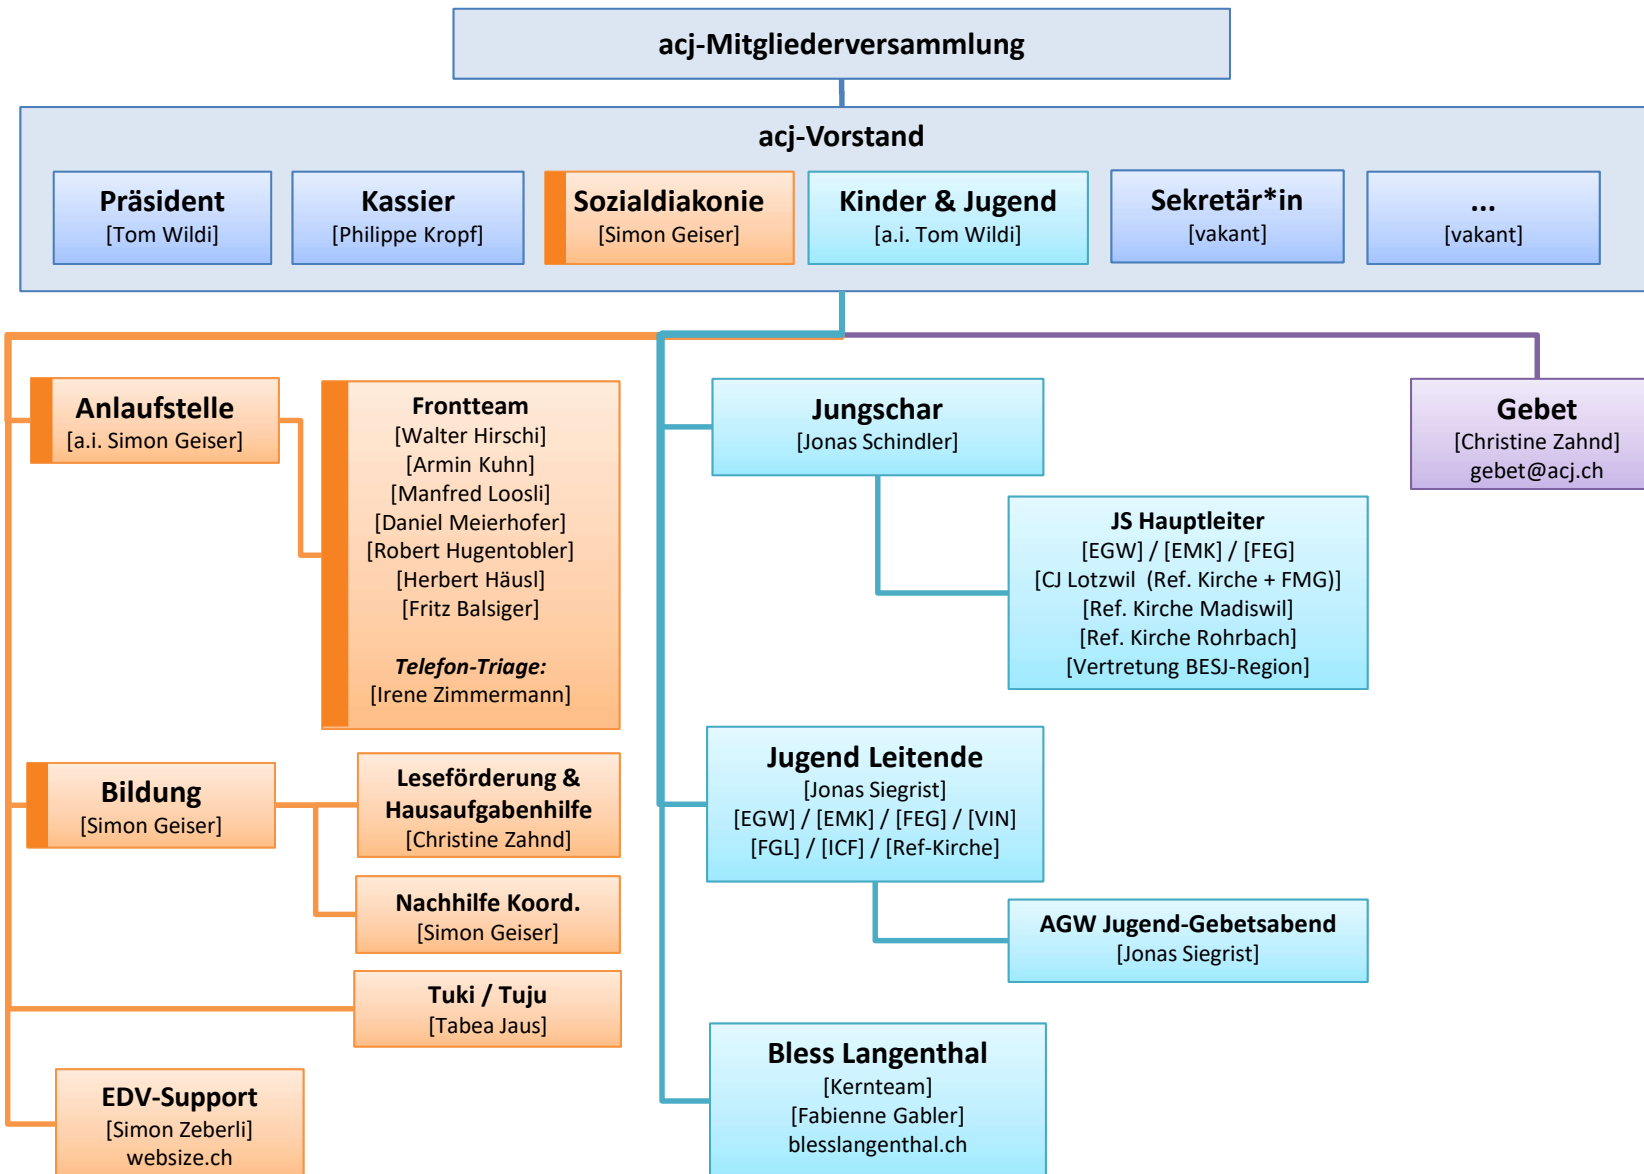 acj-Mitgliederversammlung
acj-Vorstand
Präsident
[Tom Wildi]
Kassier
[Philippe Kropf]
Sozialdiakonie
[Simon Geiser]
Kinder & Jugend
[a.i. Tom Wildi]
Sekretär*in
[vakant]
...
[vakant]
Anlaufstelle
[a.i. Simon Geiser]
Frontteam
[Walter Hirschi]
[Armin Kuhn]
[Manfred Loosli]
[Daniel Meierhofer]
[Robert Hugentobler]
[Herbert Häusl]
[Fritz Balsiger]
Telefon-Triage:
[Irene Zimmermann]
Bildung
[Simon Geiser]
Leseförderung &
Hausaufgabenhilfe
[Christine Zahnd]
Nachhilfe Koord.
[Simon Geiser]
Tuki / Tuju
[Tabea Jaus]
EDV-Support
[Simon Zeberli]
websize.ch
Jungschar
[Jonas Schindler]
JS Hauptleiter
[EGW] / [EMK] / [FEG]
[CJ Lotzwil (Ref. Kirche + FMG)]
[Ref. Kirche Madiswil]
[Ref. Kirche Rohrbach]
[Vertretung BESJ-Region]
Jugend Leitende
[Jonas Siegrist]
[EGW] / [EMK] / [FEG] / [VIN]
[FGL] / [ICF] / [Ref-Kirche]
AGW Jugend-Gebetsabend
[Jonas Siegrist]
Bless Langenthal
[Kernteam]
[Fabienne Gabler]
blesslangenthal.ch
Gebet
[Christine Zahnd]
gebet@acj.ch